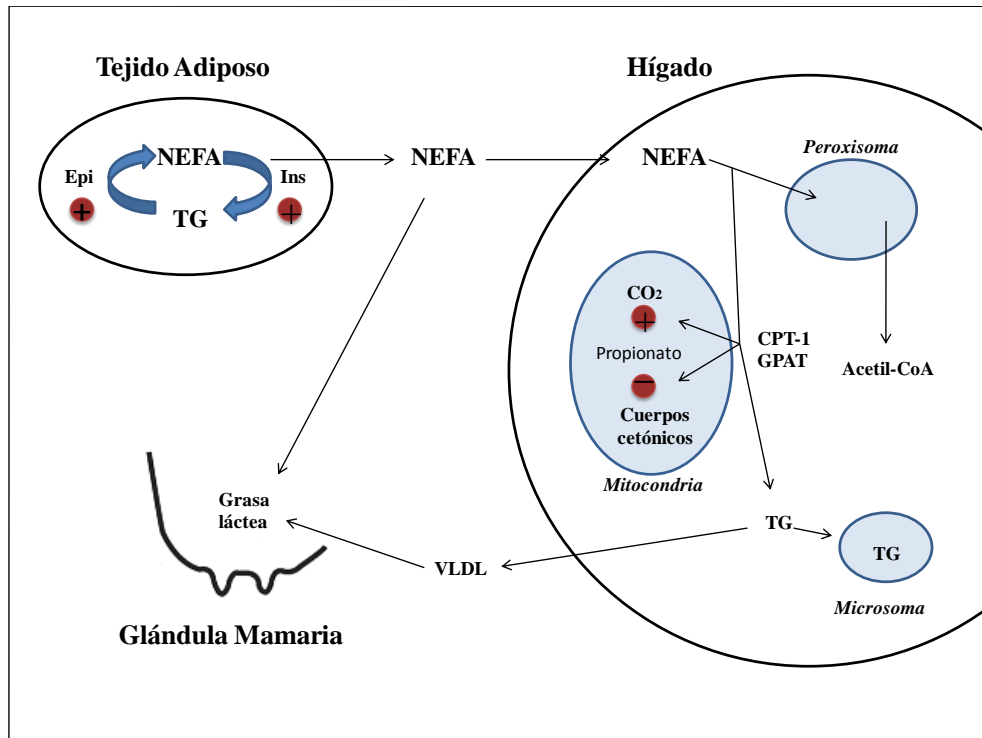 Tejido Adiposo
NEFA
Epi
Ins
+
+
TG
NEFA
Hígado
NEFA
Peroxisoma
CO₂
+
Propionato
−
Cuerpos
cetónicos
Mitocondria
CPT-1
GPAT
Acetil-CoA
TG
TG
Microsoma
VLDL
Grasa
láctea
Glándula Mamaria